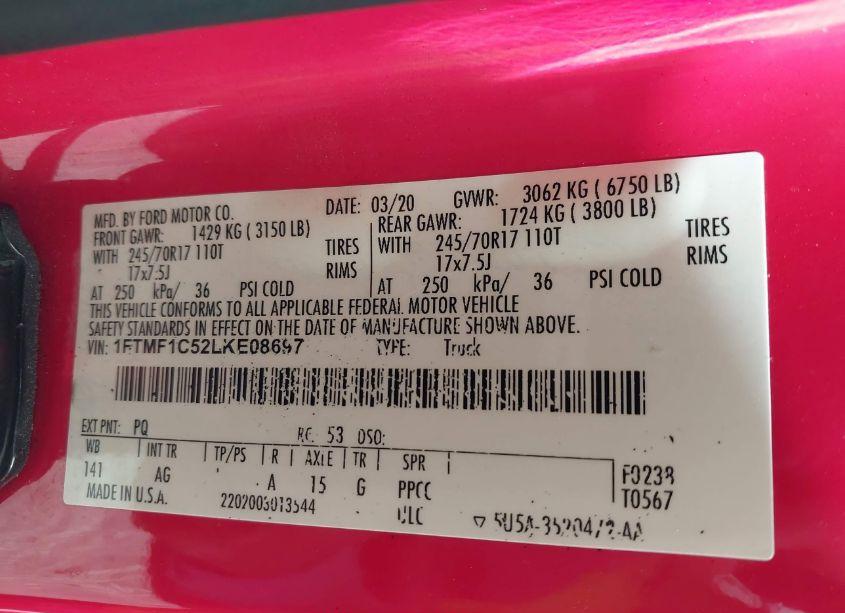 MFD. BY FORD MOTOR CO. DATE: 03/20 GVWR: 3062 KG ( 6750 LB)
FRONT GAWR: 1429 KG ( 3150 LB) REAR GAWR: 1724 KG ( 3800 LB)
WITH 245/70R17 110T TIRES WITH 245/70R17 110T TIRES
17x7.5J RIMS 17x7.5J RIMS
AT 250 kPa/ 36 PSI COLD AT 250 kPa/ 36 PSI COLD
THIS VEHICLE CONFORMS TO ALL APPLICABLE FEDERAL MOTOR VEHICLE
SAFETY STANDARDS IN EFFECT ON THE DATE OF MANUFACTURE SHOWN ABOVE.
VIN: 1FTMF1C52LKE08697 TYPE: Truck
EXT PNT: PQ RC: 53 DSO:
WB INT TR TP/PS R AXLE TR SPR
141 AG A 15 G PPCC F0238
MADE IN U.S.A. 2202003013544 T0567